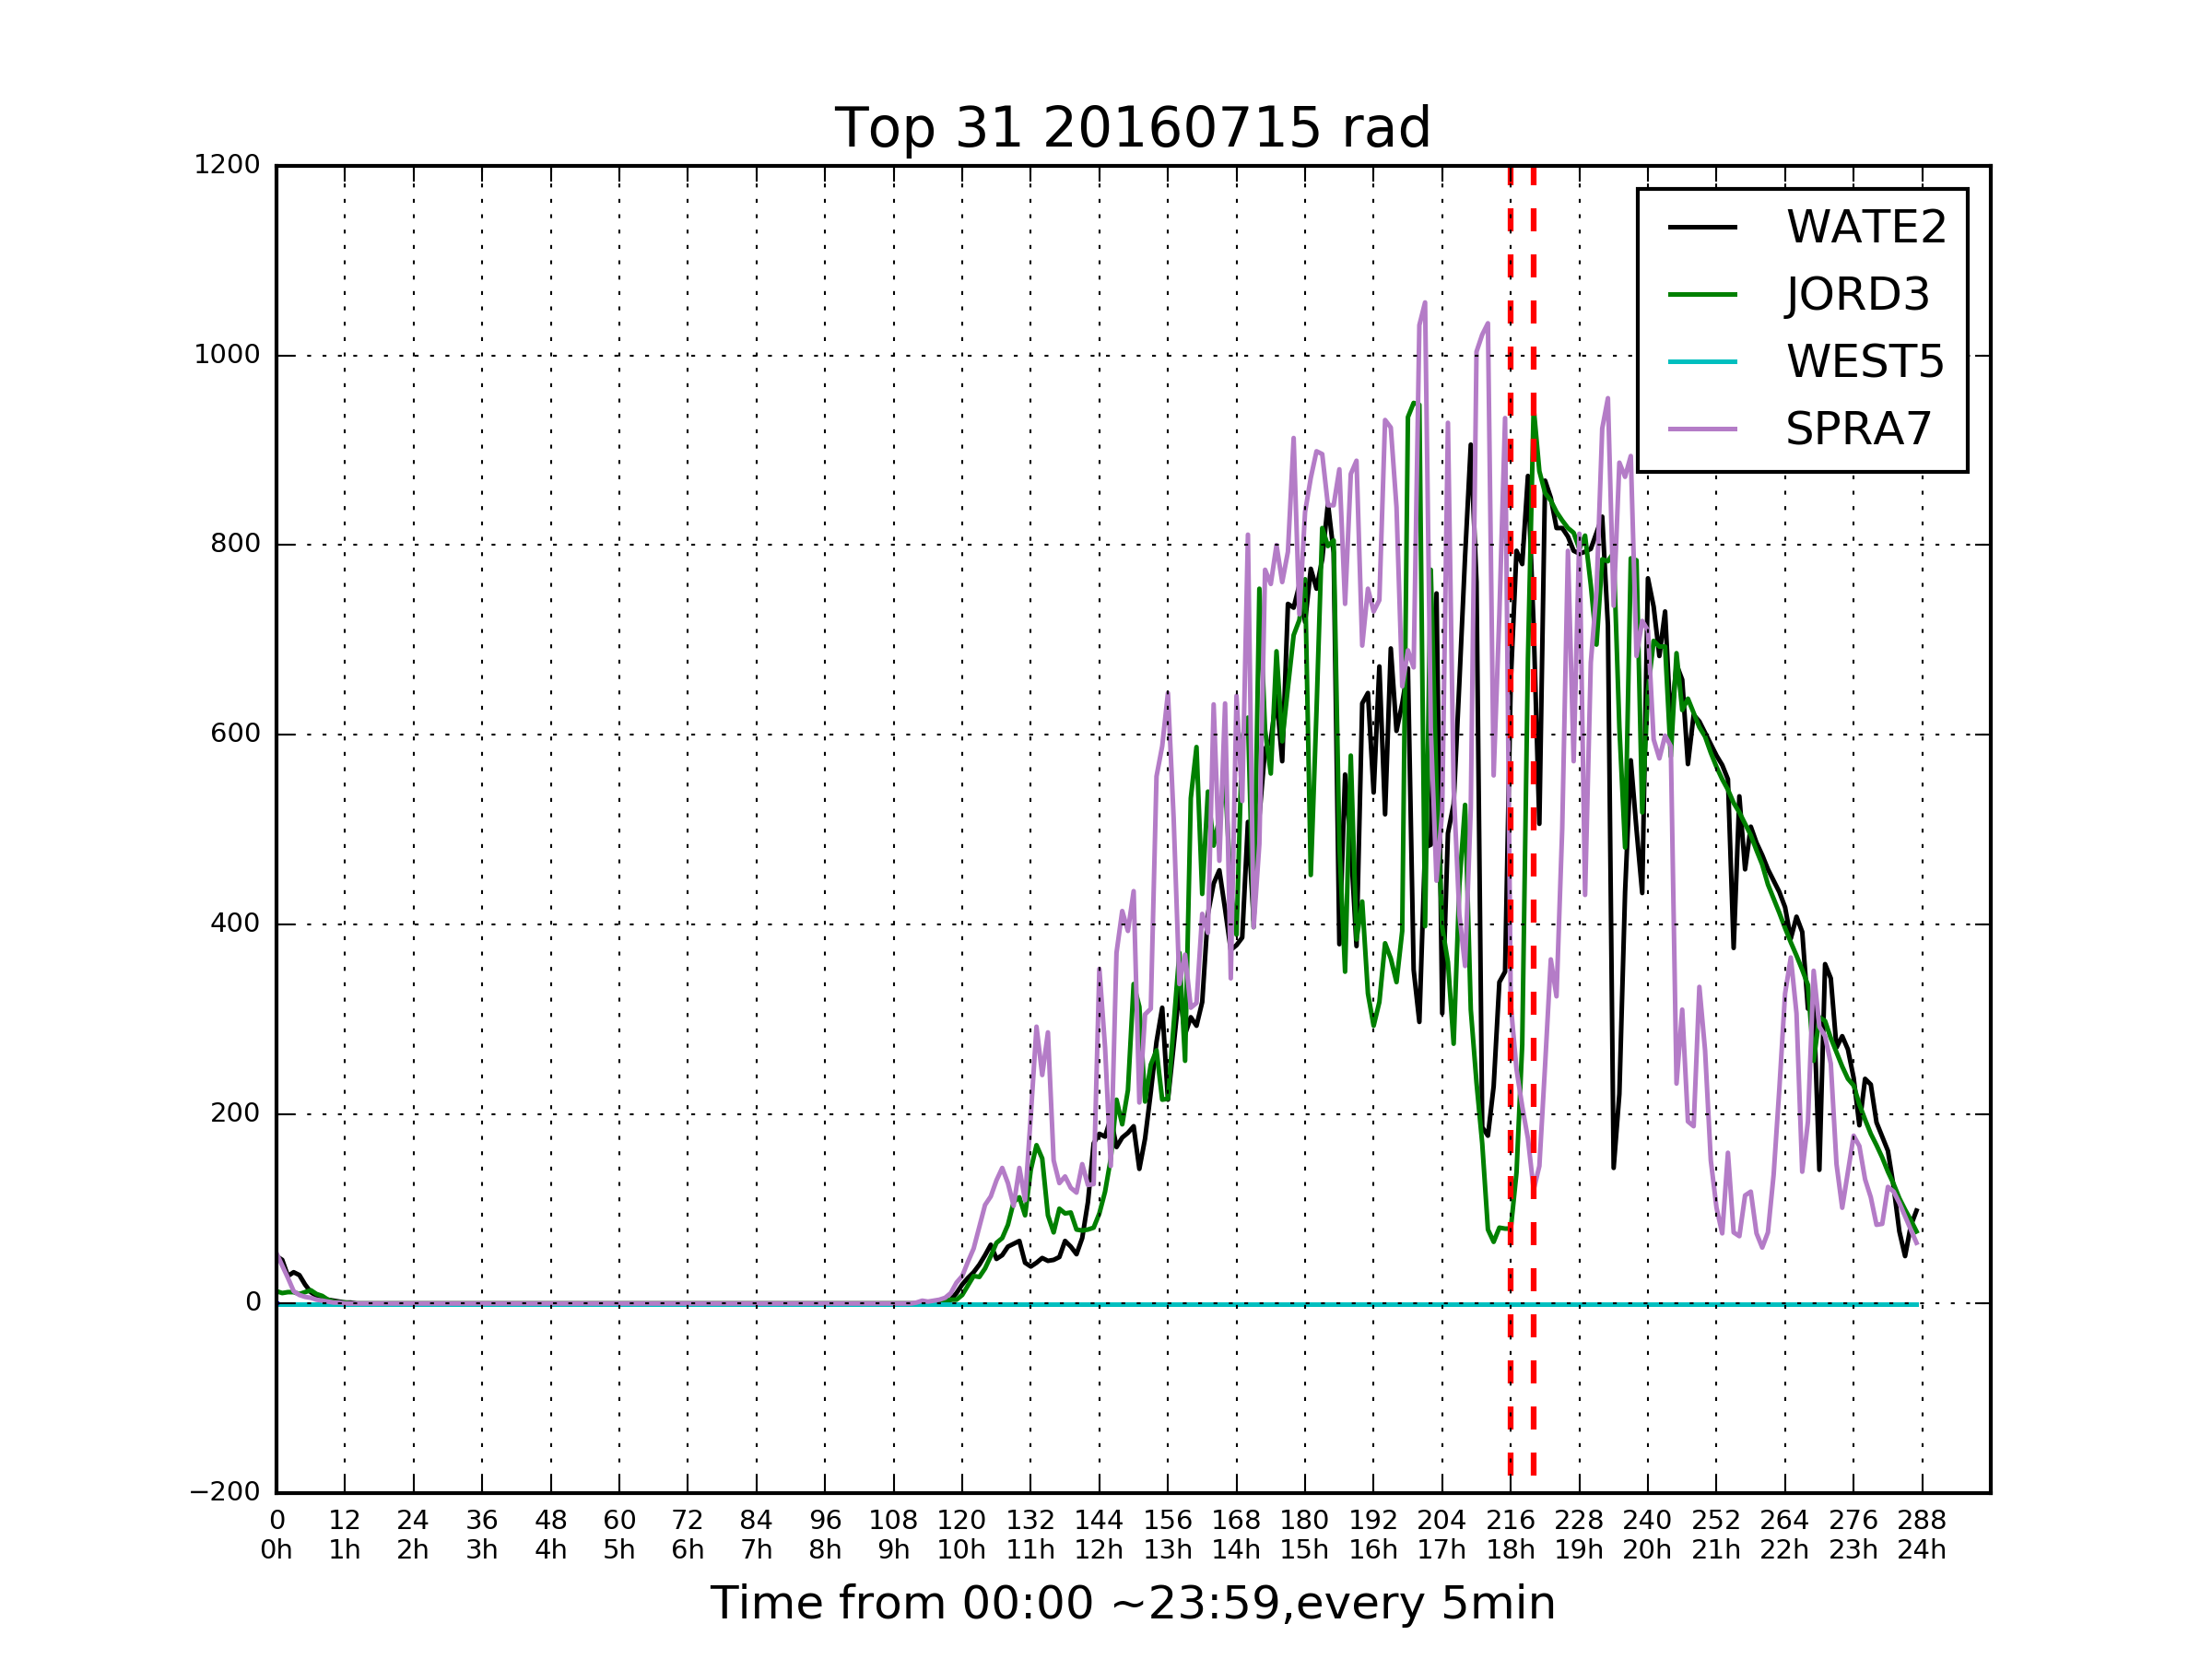 Top 31 20160715 rad
1200
1000
800
600
400
200
0
−200
WATE2
JORD3
WEST5
SPRA7
0 12 24 36 48 60 72 84 96 108 120 132 144 156 168 180 192 204 216 228 240 252 264 276 288
0h 1h 2h 3h 4h 5h 6h 7h 8h 9h 10h 11h 12h 13h 14h 15h 16h 17h 18h 19h 20h 21h 22h 23h 24h
Time from 00:00 ~23:59,every 5min